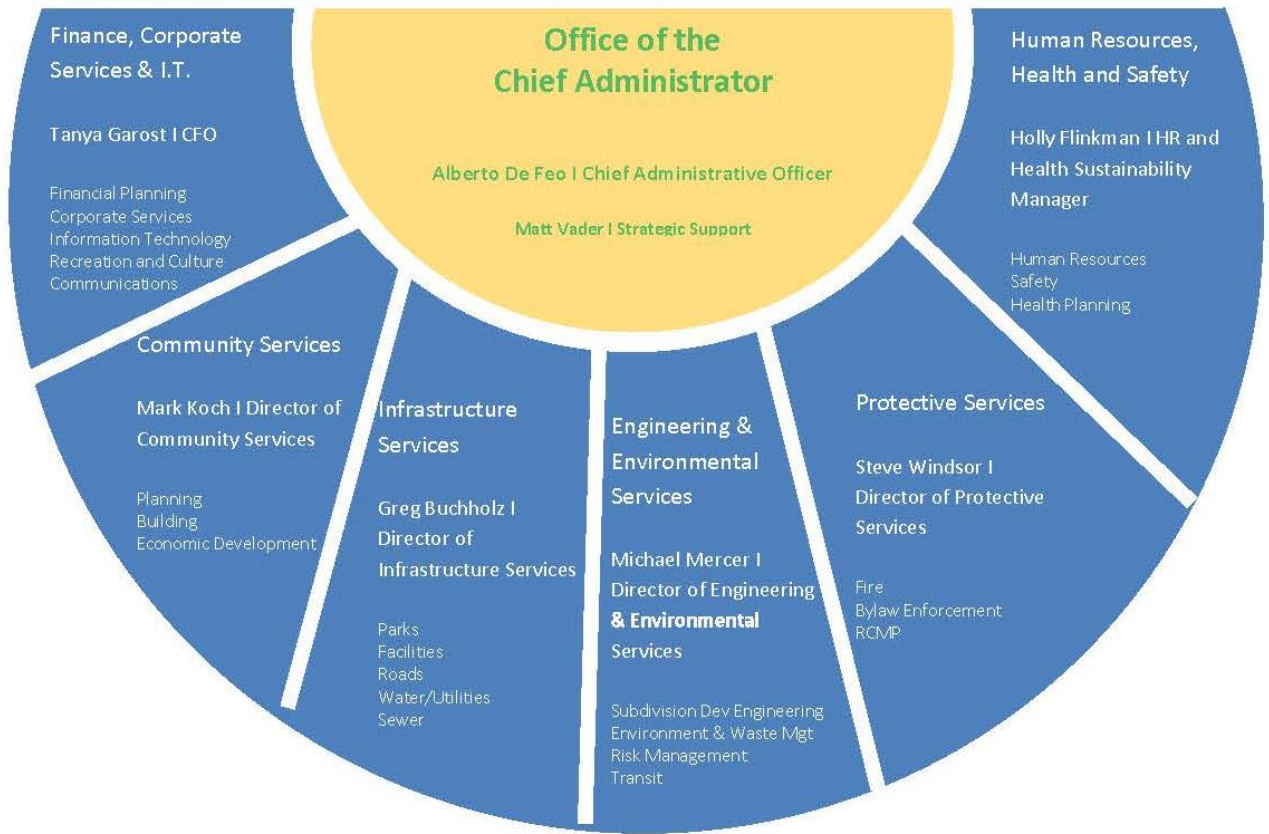 Office of the
Chief Administrator
Alberto De Feo I Chief Administrative Officer
Matt Vader I Strategic Support
Finance, Corporate
Services & I.T.
Tanya Garost I CFO
Financial Planning
Corporate Services
Information Technology
Recreation and Culture
Communications
Community Services
Mark Koch I Director of
Community Services
Planning
Building
Economic Development
Infrastructure
Services
Greg Buchholz I
Director of
Infrastructure Services
Parks
Facilities
Roads
Water/Utilities
Sewer
Engineering &
Environmental
Services
Michael Mercer I
Director of Engineering
& Environmental
Services
Subdivision Dev Engineering
Environment & Waste Mgt
Risk Management
Transit
Protective Services
Steve Windsor I
Director of Protective
Services
Fire
Bylaw Enforcement
RCMP
Human Resources,
Health and Safety
Holly Flinkman I HR and
Health Sustainability
Manager
Human Resources
Safety
Health Planning